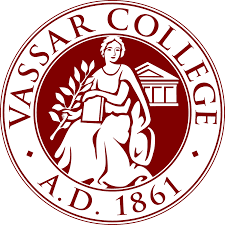 VASSAR COLLEGE
· A.D. 1861 ·